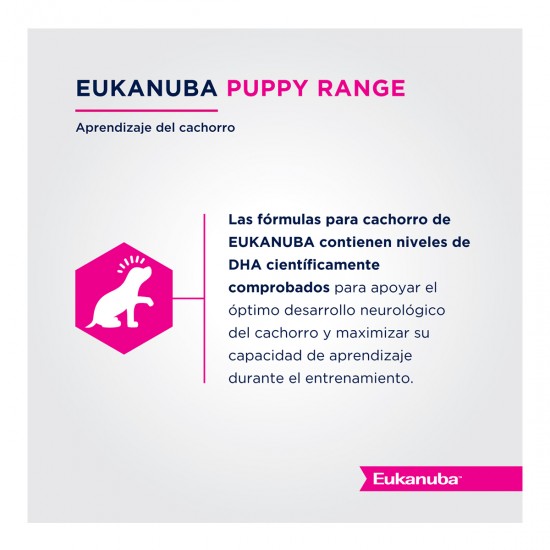 EUKANUBA PUPPY RANGE
Aprendizaje del cachorro
Las fórmulas para cachorro de
EUKANUBA contienen niveles de
DHA científicamente
comprobados para apoyar el
óptimo desarrollo neurológico
del cachorro y maximizar su
capacidad de aprendizaje
durante el entrenamiento.
Eukanuba™